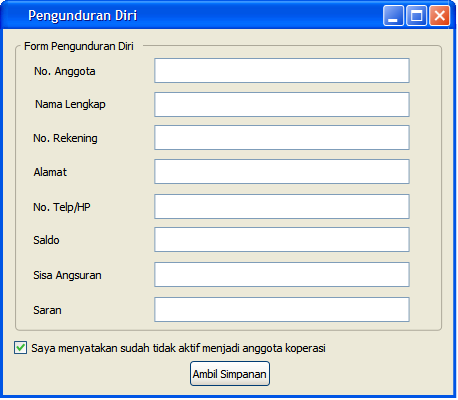 Pengunduran Diri
Form Pengunduran Diri
No. Anggota
Nama Lengkap
No. Rekening
Alamat
No. Telp/HP
Saldo
Sisa Angsuran
Saran
Saya menyatakan sudah tidak aktif menjadi anggota koperasi
Ambil Simpanan